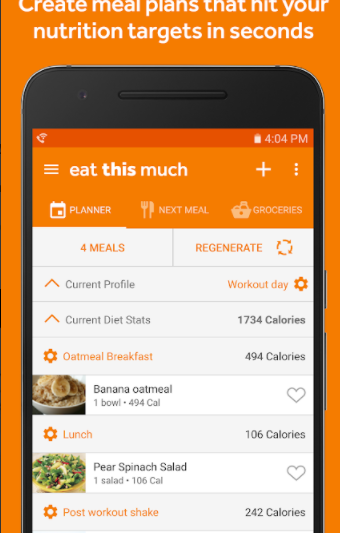 Create meal plans that hit your
nutrition targets in seconds
4:04 PM
eat this much
PLANNER NEXT MEAL GROCERIES
4 MEALS REGENERATE
Current Profile Workout day
Current Diet Stats 1734 Calories
Oatmeal Breakfast 494 Calories
Banana oatmeal
1 bowl • 494 Cal
Lunch 106 Calories
Pear Spinach Salad
1 salad • 106 Cal
Post workout shake 242 Calories